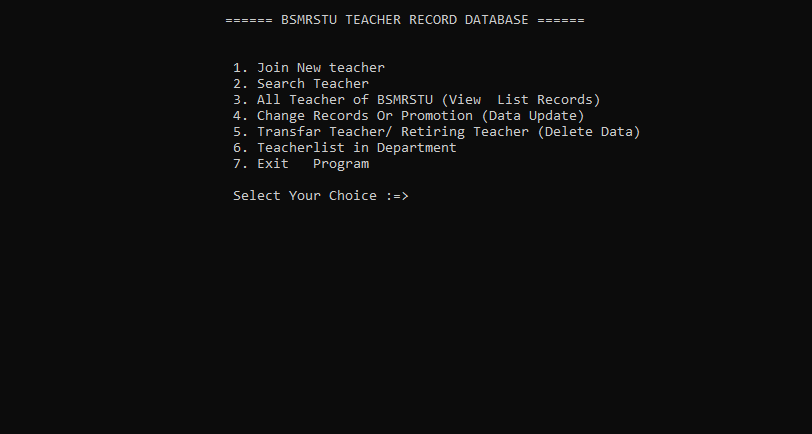 ====== BSMRSTU TEACHER RECORD DATABASE ======
1. Join New teacher
2. Search Teacher
3. All Teacher of BSMRSTU (View  List Records)
4. Change Records Or Promotion (Data Update)
5. Transfar Teacher/ Retiring Teacher (Delete Data)
6. Teacherlist in Department
7. Exit   Program
Select Your Choice :=>